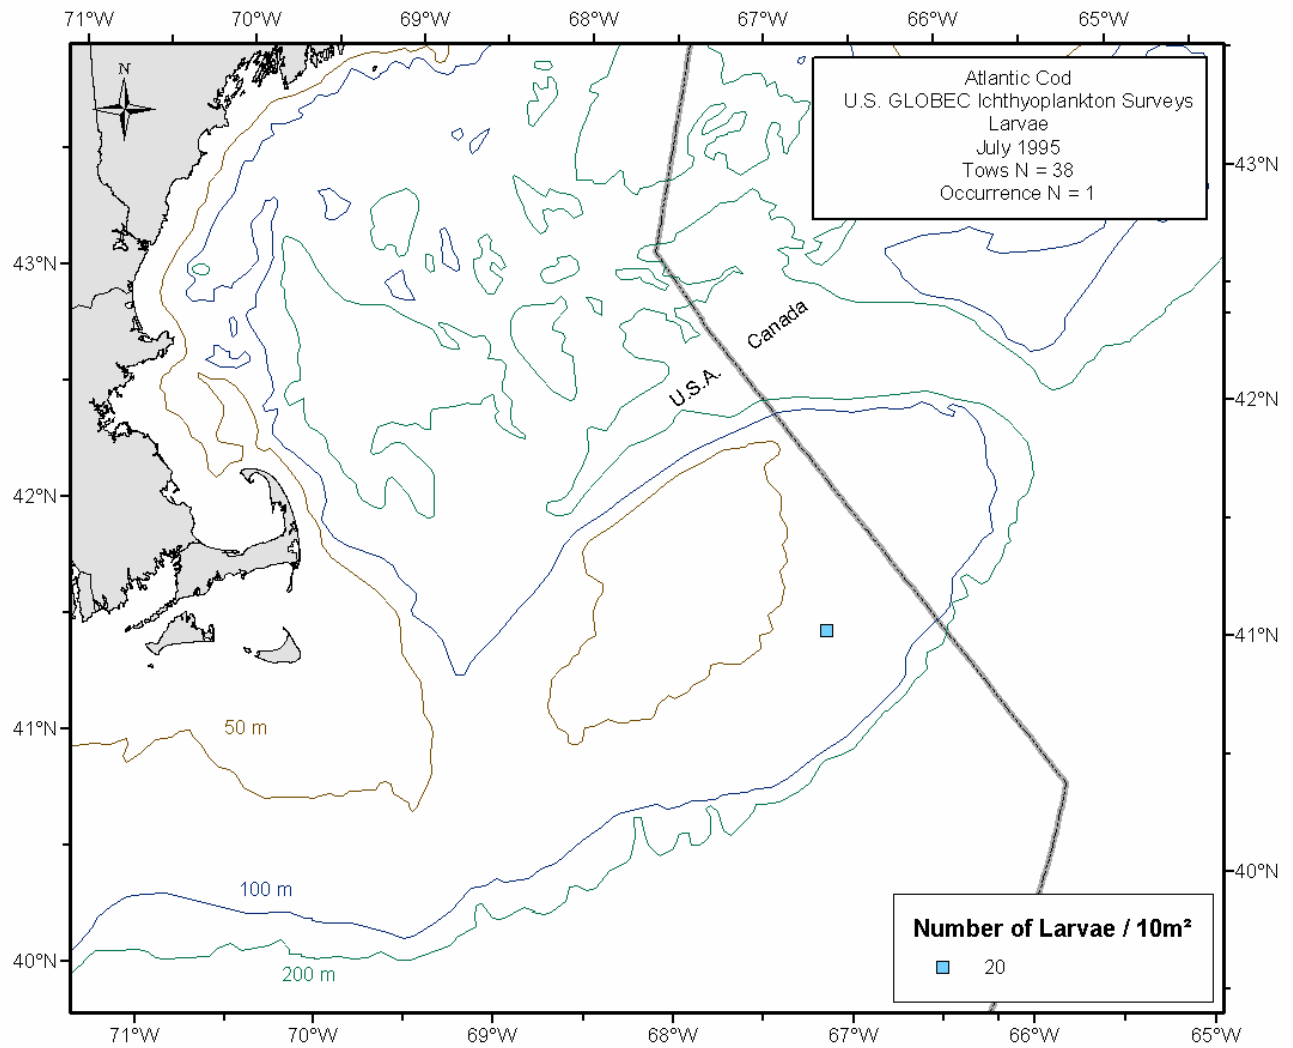 71°W 70°W 69°W 68°W 67°W 66°W 65°W
N
Atlantic Cod
U.S. GLOBEC Ichthyoplankton Surveys
Larvae
July 1995
Tows N = 38
Occurrence N = 1
43°N
43°N
Canada
U.S.A.
42°N
42°N
41°N
41°N
50 m
40°N
100 m
Number of Larvae / 10m²
20
40°N
200 m
71°W 70°W 69°W 68°W 67°W 66°W 65°W